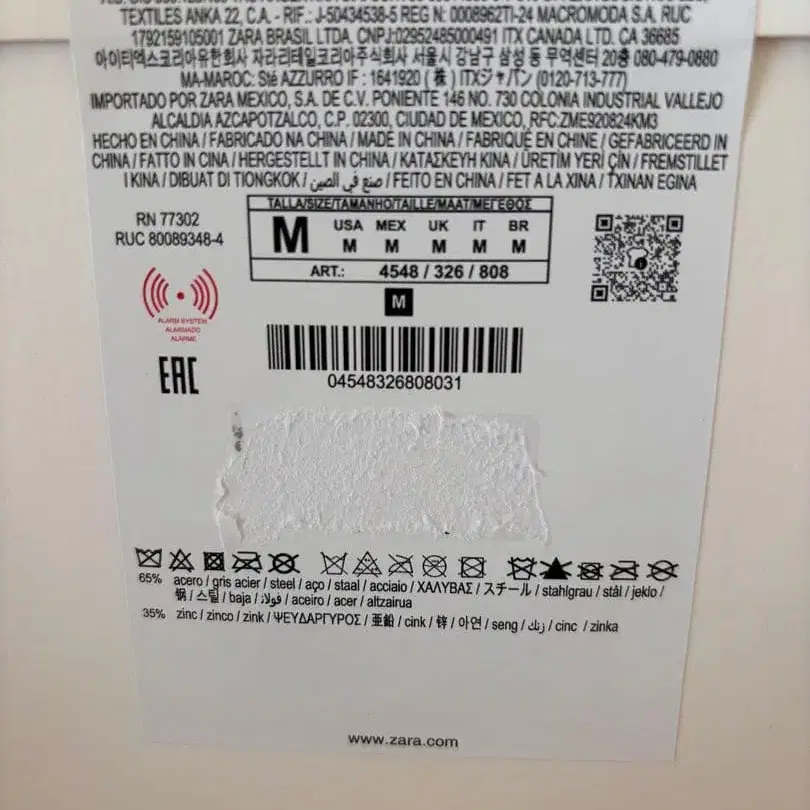 TEXTILES ANKA 22, C.A. - RIF.: J-50434538-5 REG N: 0008962TI-24 MACROMODA S.A. RUC
1792159105001 ZARA BRASIL LTDA. CNPJ:02952485000491 ITX CANADA LTD. CA 36685
아이티엑스코리아유한회사 자라리테일코리아주식회사 서울시 강남구 삼성동 무역센터 20층 080-479-0880
MA-MAROC: Sté AZZURRO IF : 1641920 ( 株 ) ITXジャパン (0120-713-777)
IMPORTADO POR ZARA MEXICO, S.A. DE C.V. PONIENTE 146 NO. 730 COLONIA INDUSTRIAL VALLEJO
ALCALDIA AZCAPOTZALCO, C.P. 02300, CIUDAD DE MEXICO, RFC:ZME920824KM3
HECHO EN CHINA / FABRICADO NA CHINA / MADE IN CHINA / FABRIQUÉ EN CHINE / GEFABRICEERD IN
CHINA / FATTO IN CINA / HERGESTELLT IN CHINA / ΚΑΤΑΣΚΕΥΗ ΚΙΝΑ / ÜRETİM YERİ ÇİN / FREMSTILLET
I KINA / DIBUAT DI TIONGKOK / صنع في الصين / FEITO EN CHINA / FET A LA XINA / TXINAN EGINA
TALLA/SIZE/TAMANHO/TAILLE/MAAT/ΜΕΓΕΘΟΣ
M USA MEX UK IT BR
M M M M M
ART.: 4548 / 326 / 808
RN 77302
RUC 80089348-4
M
ALARM SYSTEM
ALARMADO
ALARME
EAC
04548326808031
65% acero / gris acier / steel / aço / staal / acciaio / ΧΑΛΥΒΑΣ / スチール / stahlgrau / stål / jeklo /
钢 / 스틸 / baja / فولاذ / aceiro / acer / altzairua
35% zinc / zinco / zink / ΨΕΥΔΑΡΓΥΡΟΣ / 亜鉛 / cink / 锌 / 아연 / seng / زنك / cinc / zinka
www.zara.com